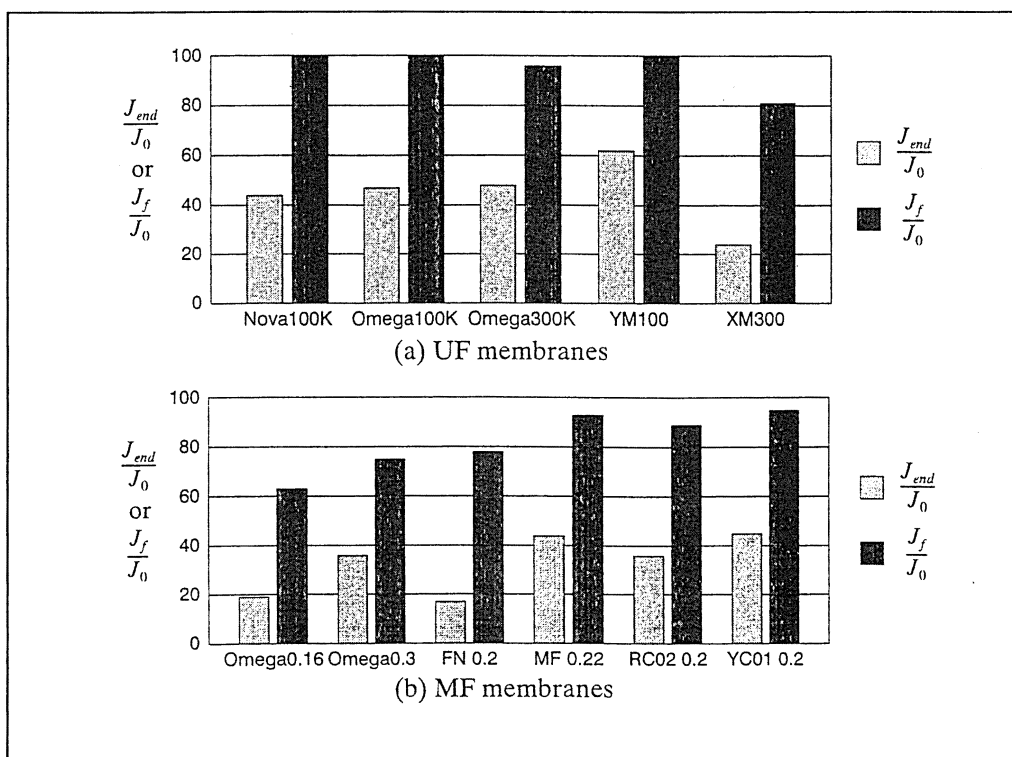 100
80
60
40
20
0
J_end
J_0
or
J_f
J_0
J_end
J_0
J_f
J_0
Nova100K Omega100K Omega300K YM100 XM300
(a) UF membranes
100
80
60
40
20
0
J_end
J_0
or
J_f
J_0
J_end
J_0
J_f
J_0
Omega0.16 Omega0.3 FN 0.2 MF 0.22 RC02 0.2 YC01 0.2
(b) MF membranes